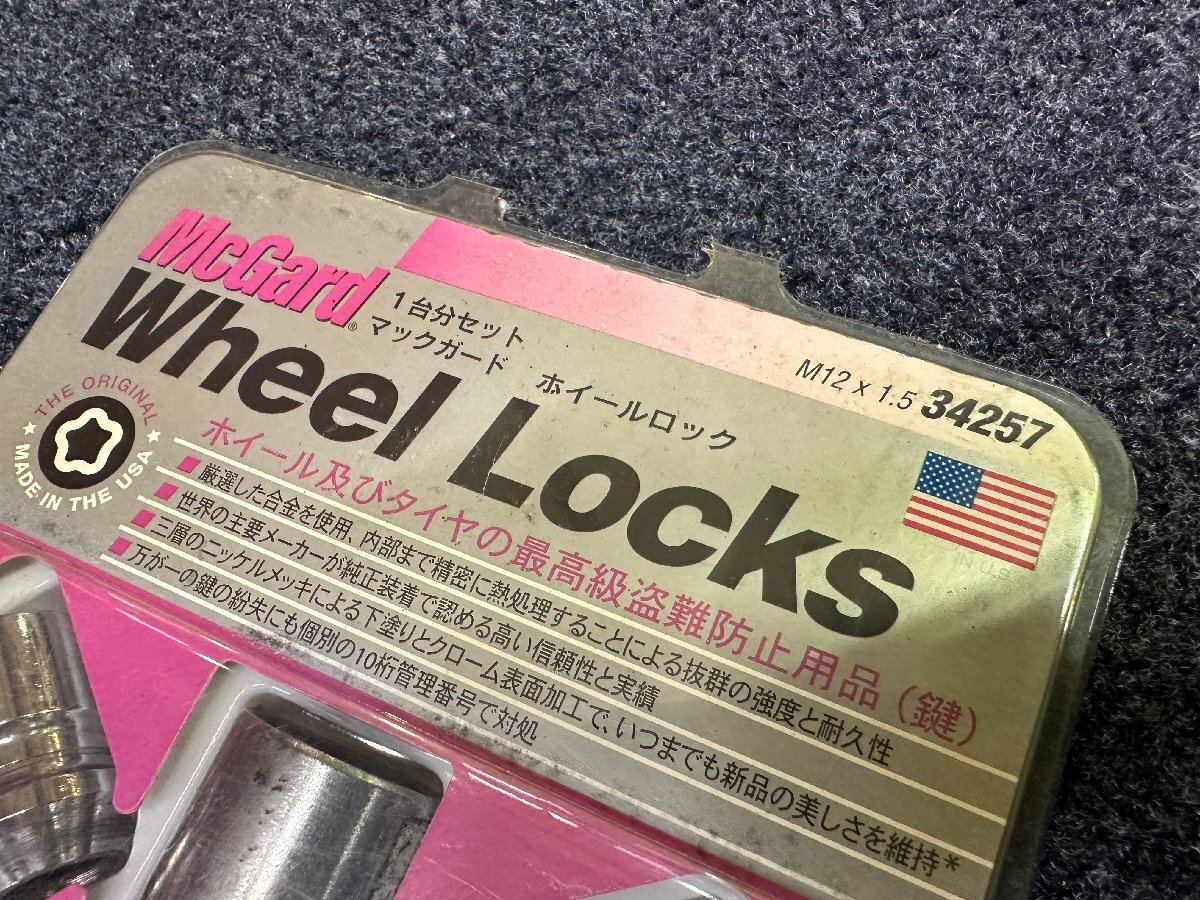 McGard®
1台分セット
マックガード ホイールロック
M12 x 1.5 34257
Wheel Locks
THE ORIGINAL
★ MADE IN THE USA ★
ホイール及びタイヤの最高級盗難防止用品（鍵）
■厳選した合金を使用、内部まで精密に熱処理することによる抜群の強度と耐久性
■世界の主要メーカーが純正装着で認める高い信頼性と実績
■三層のニッケルメッキによる下塗りとクローム表面加工で、いつまでも新品の美しさを維持*
■万が一の鍵の紛失にも個別の10桁管理番号で対処